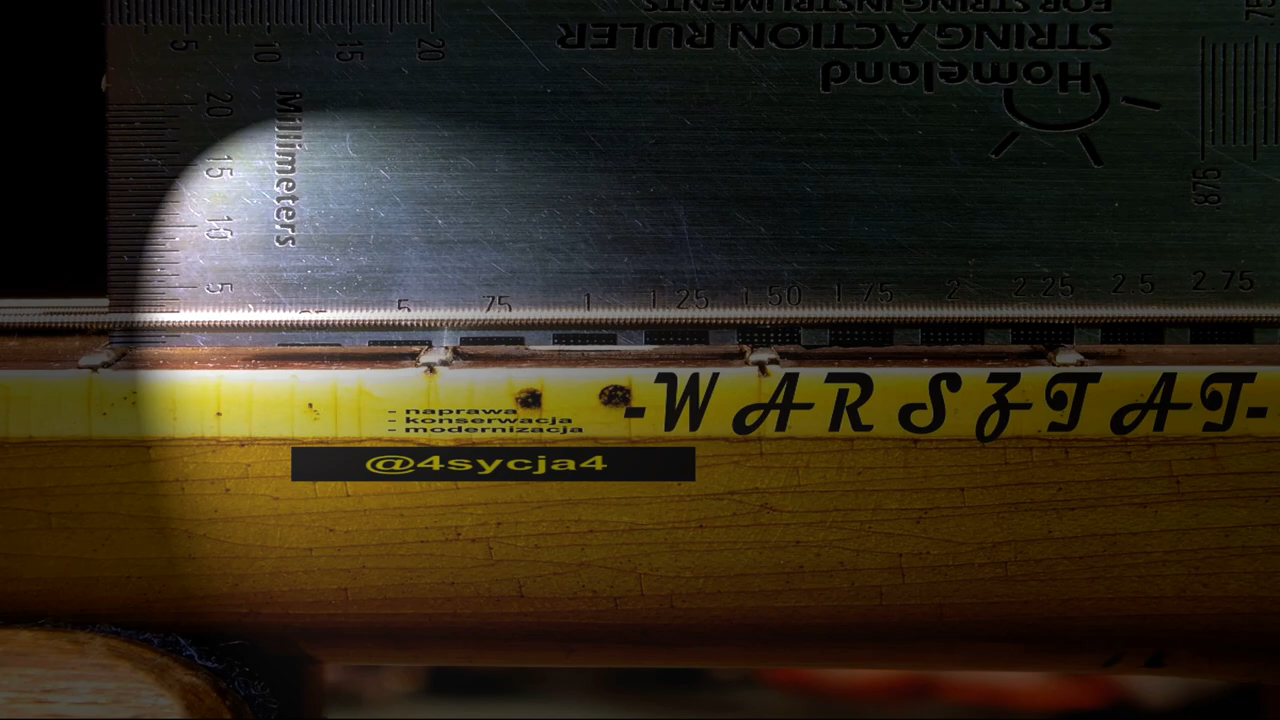 Homeland
STRING ACTION RULER
FOR STRING INSTRUMENTS
5 10 15 20
.75
.875
Millimeters
20
15
10
5
.5 .75 1 1.25 1.50 1.75 2 2.25 2.5 2.75
-WARSZTAT-
- naprawa
- konserwacja
- modernizacja
@4sycja4